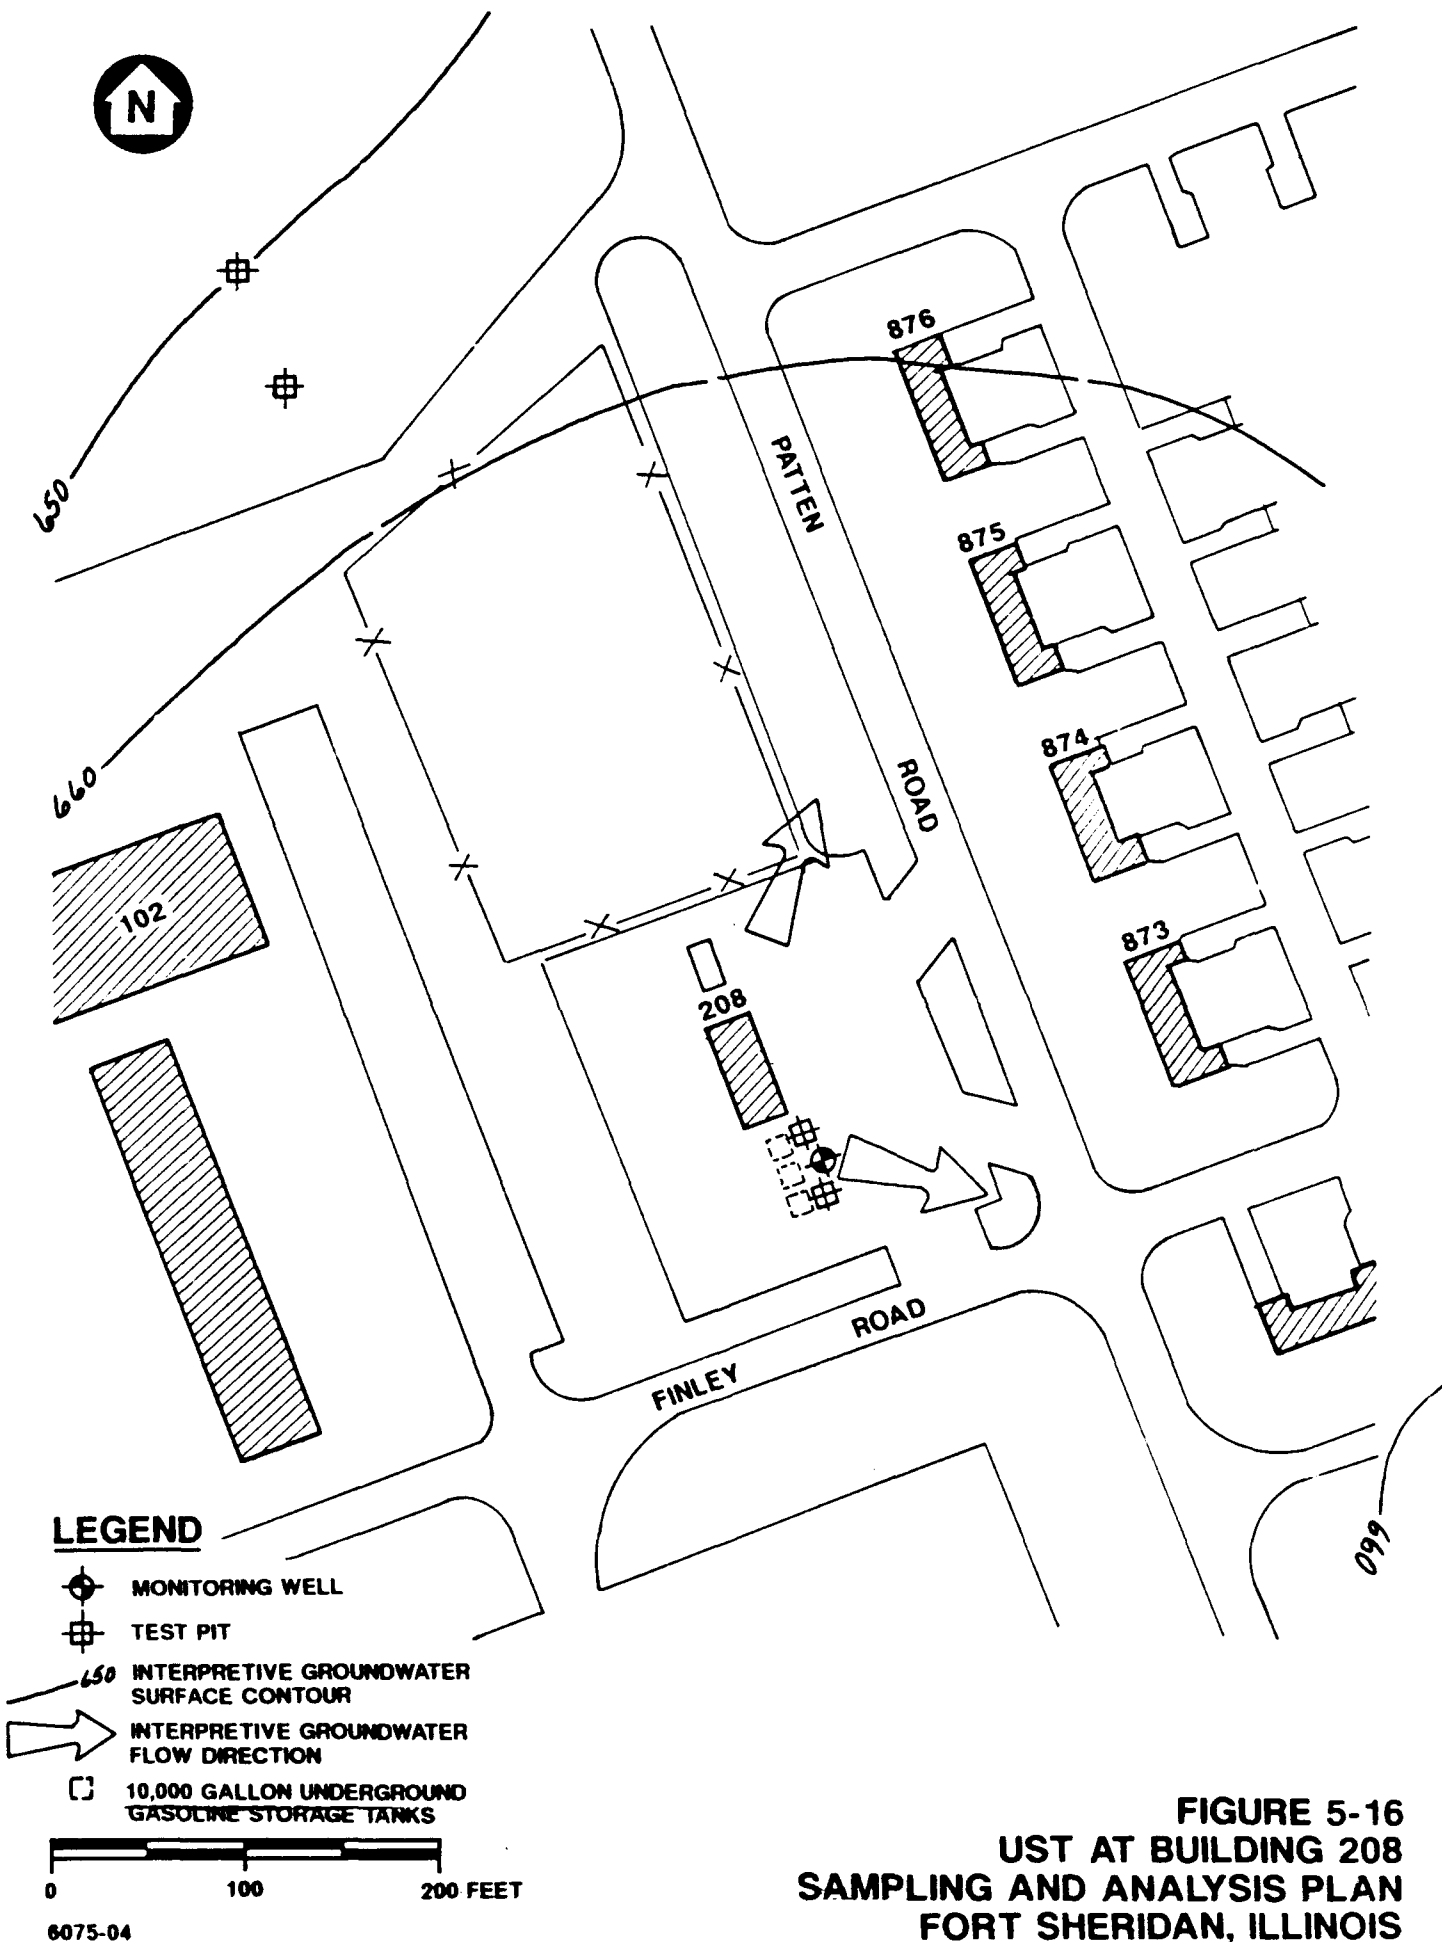 N
876
PATTEN
650
875
874
660
ROAD
102
873
208
ROAD
FINLEY
660
LEGEND
MONITORING WELL
TEST PIT
650 INTERPRETIVE GROUNDWATER
SURFACE CONTOUR
INTERPRETIVE GROUNDWATER
FLOW DIRECTION
10,000 GALLON UNDERGROUND
GASOLINE STORAGE TANKS
0 100 200 FEET
6075-04
FIGURE 5-16
UST AT BUILDING 208
SAMPLING AND ANALYSIS PLAN
FORT SHERIDAN, ILLINOIS